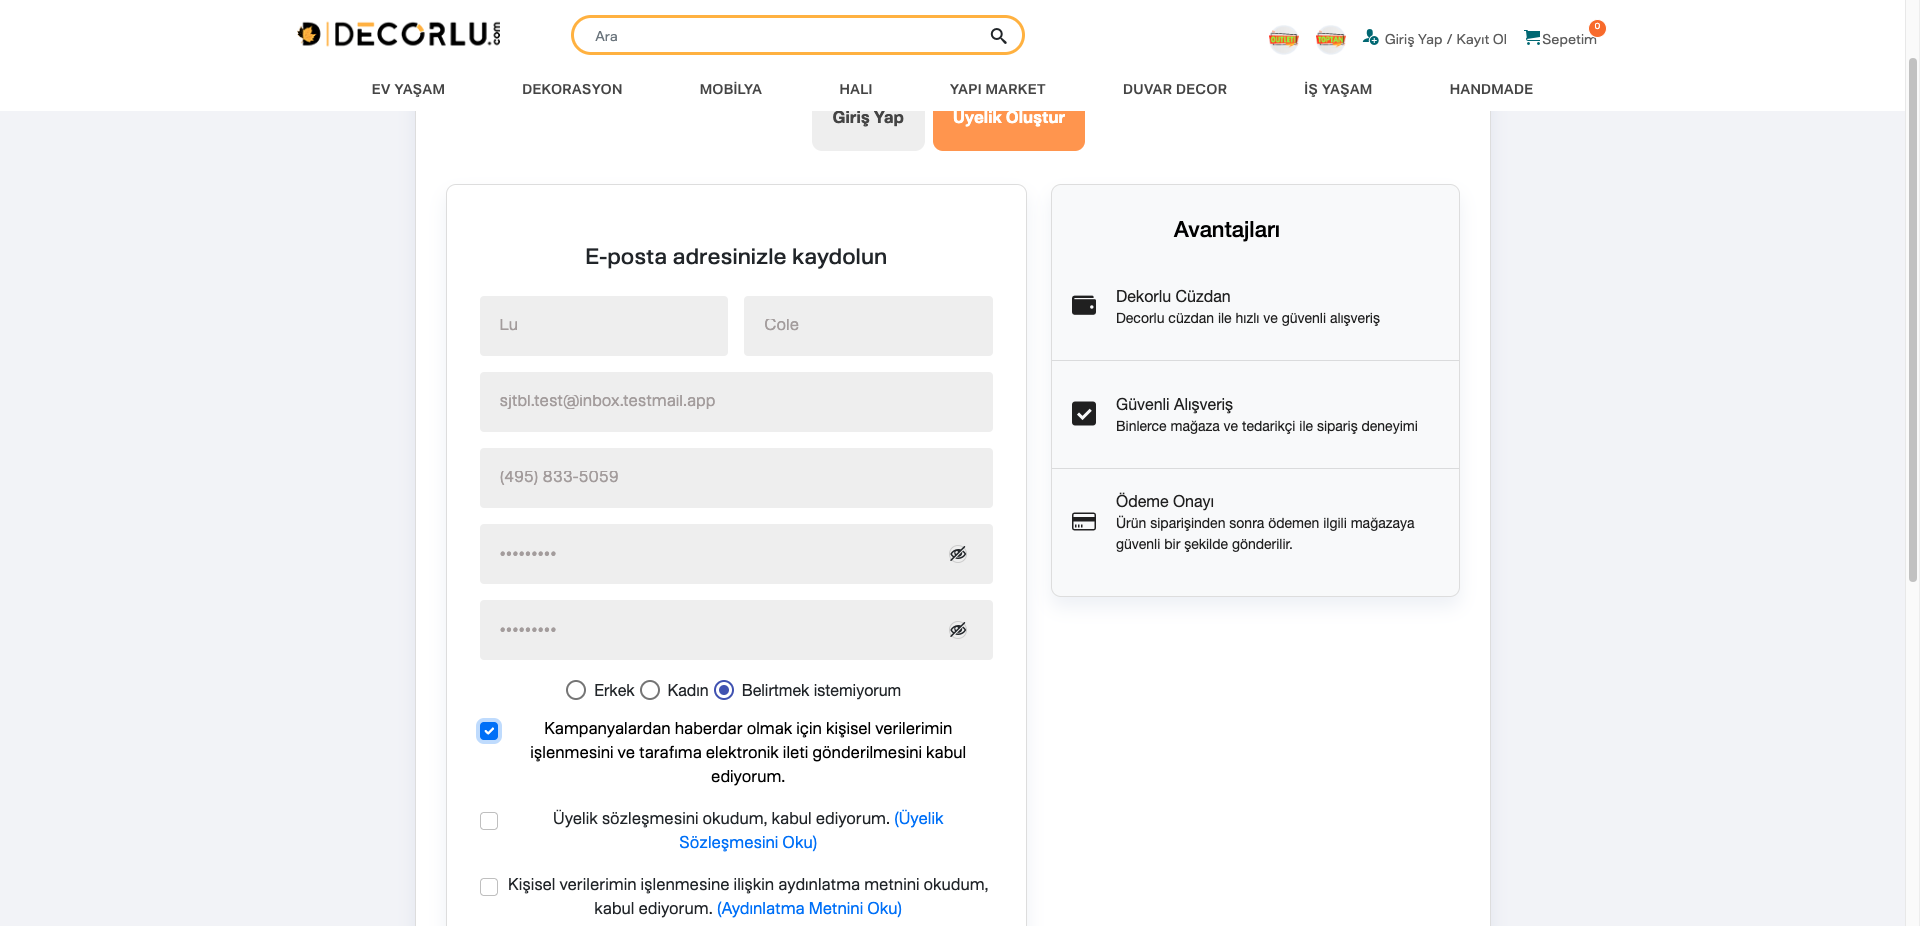 DECORLU.com
Ara
OUTLET
TOPTAN
Giriş Yap / Kayıt Ol
Sepetim
0
EV YAŞAM
DEKORASYON
MOBİLYA
HALI
YAPI MARKET
DUVAR DECOR
İŞ YAŞAM
HANDMADE
Giriş Yap
Üyelik Oluştur
E-posta adresinizle kaydolun
Lu
Cole
sjtbl.test@inbox.testmail.app
(495) 833-5059
•••••••••
•••••••••
Erkek
Kadın
Belirtmek istemiyorum
Kampanyalardan haberdar olmak için kişisel verilerimin
işlenmesini ve tarafıma elektronik ileti gönderilmesini kabul
ediyorum.
Üyelik sözleşmesini okudum, kabul ediyorum. (Üyelik
Sözleşmesini Oku)
Kişisel verilerimin işlenmesine ilişkin aydınlatma metnini okudum,
kabul ediyorum. (Aydınlatma Metnini Oku)
Avantajları
Dekorlu Cüzdan
Decorlu cüzdan ile hızlı ve güvenli alışveriş
Güvenli Alışveriş
Binlerce mağaza ve tedarikçi ile sipariş deneyimi
Ödeme Onayı
Ürün siparişinden sonra ödemen ilgili mağazaya
güvenli bir şekilde gönderilir.